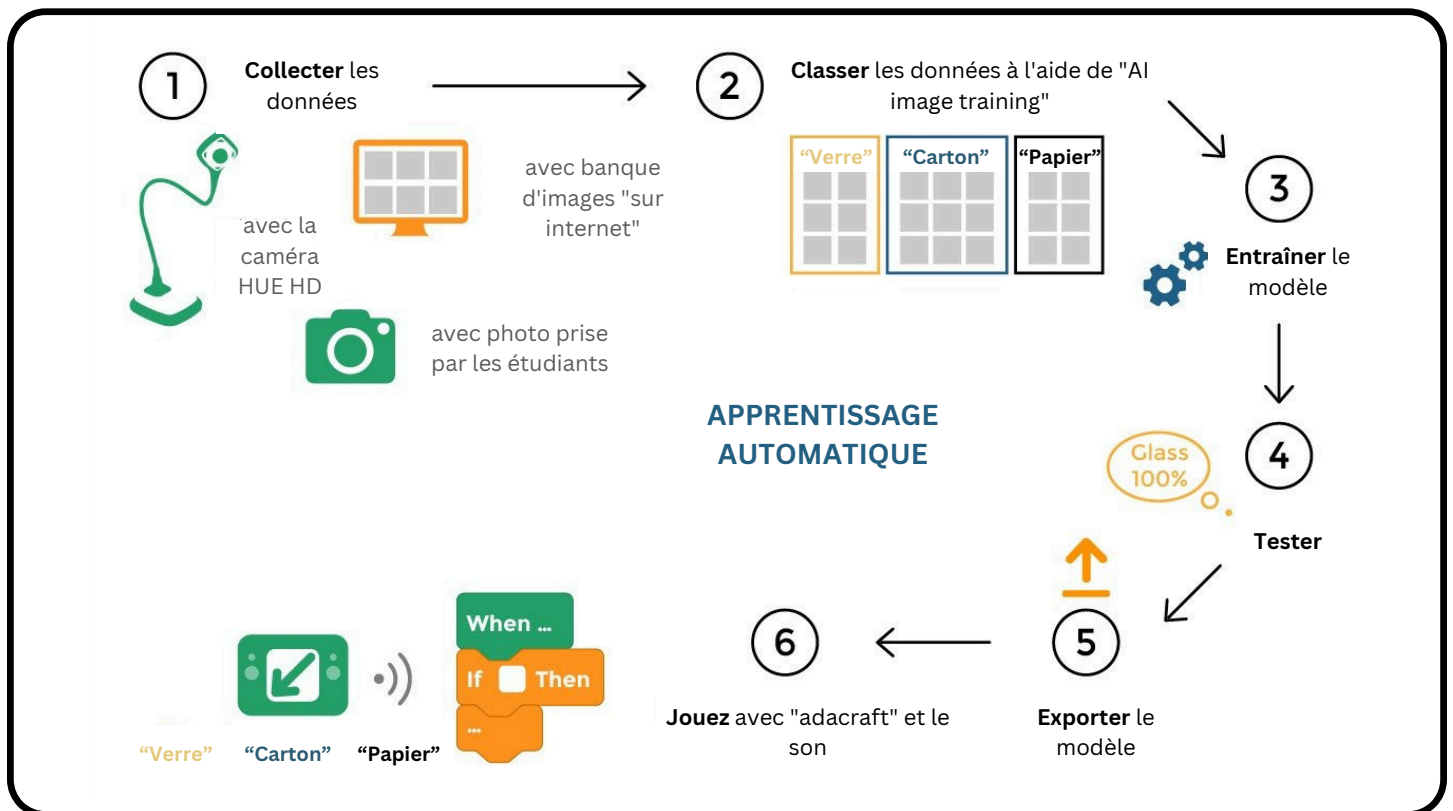 1
Collecter les
données
avec la
caméra
HUE HD
avec banque
d'images "sur
internet"
avec photo prise
par les étudiants
2
Classer les données à l'aide de "AI
image training"
“Verre”
“Carton”
“Papier”
3
Entraîner le
modèle
APPRENTISSAGE
AUTOMATIQUE
4
Glass
100%
Tester
5
Exporter le
modèle
6
Jouez avec "adacraft" et le
son
When ...
If Then
...
“Verre”
“Carton”
“Papier”